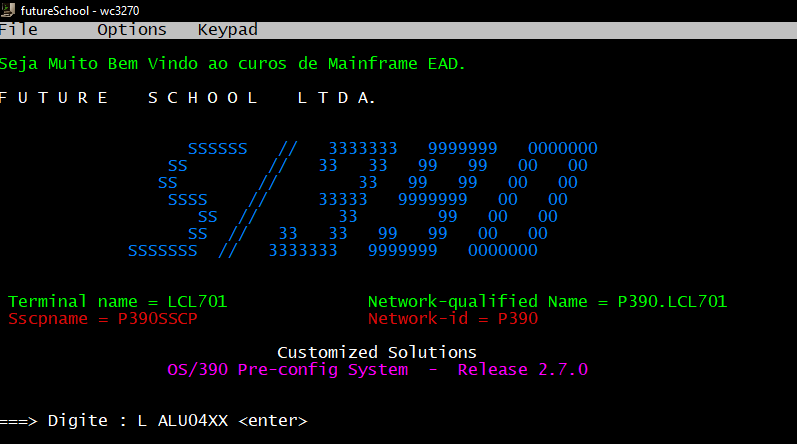 futureSchool - wc3270
File Options Keypad
Seja Muito Bem Vindo ao curos de Mainframe EAD.
F U T U R E S C H O O L L T D A.
SSSSSS // 3333333 9999999 0000000
SS // 33 33 99 99 00 00
SS // 33 99 99 00 00
SSSS // 33333 9999999 00 00
SS // 33 99 00 00
SS // 33 33 99 99 00 00
SSSSSSS // 3333333 9999999 0000000
Terminal name = LCL701 Network-qualified Name = P390.LCL701
Sscpname = P390SSCP Network-id = P390
Customized Solutions
OS/390 Pre-config System - Release 2.7.0
===> Digite : L ALU04XX <enter>